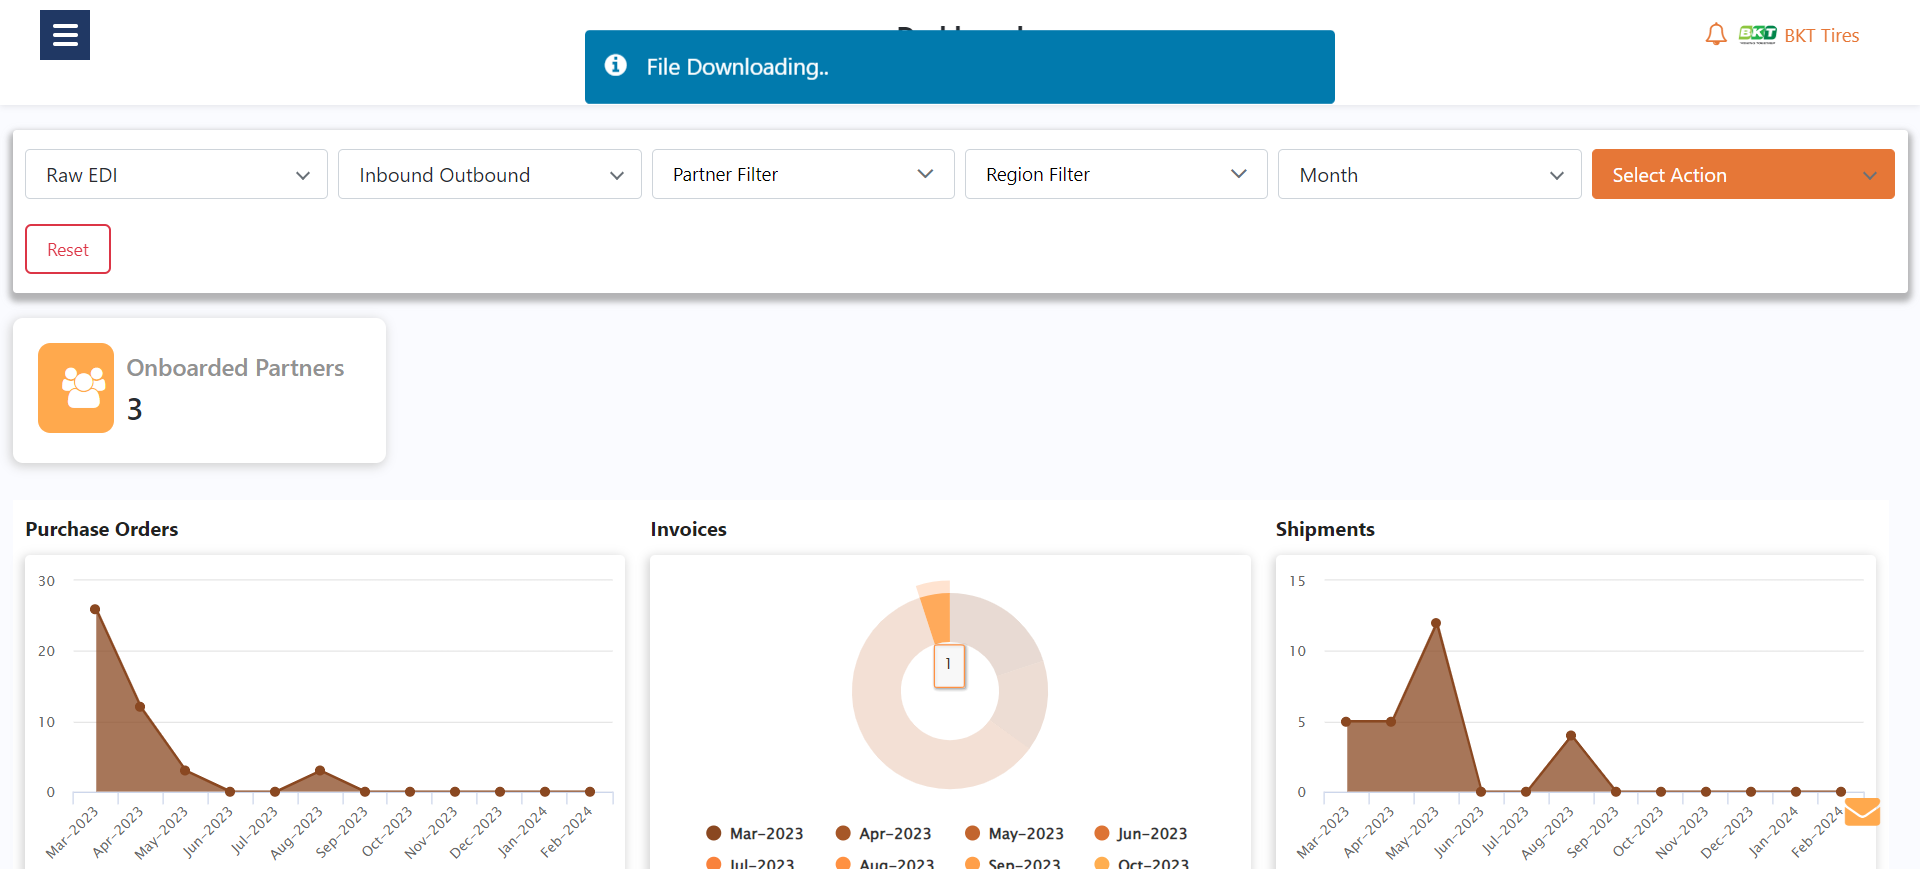 File Downloading..
BKT
BKT Tires
Raw EDI
Inbound Outbound
Partner Filter
Region Filter
Month
Select Action
Reset
Onboarded Partners
3
Purchase Orders
30
20
10
0
Mar-2023
Apr-2023
May-2023
Jun-2023
Jul-2023
Aug-2023
Sep-2023
Oct-2023
Nov-2023
Dec-2023
Jan-2024
Feb-2024
Invoices
1
Mar-2023
Apr-2023
May-2023
Jun-2023
Jul-2023
Aug-2023
Sep-2023
Oct-2023
Shipments
15
10
5
0
Mar-2023
Apr-2023
May-2023
Jun-2023
Jul-2023
Aug-2023
Sep-2023
Oct-2023
Nov-2023
Dec-2023
Jan-2024
Feb-2024